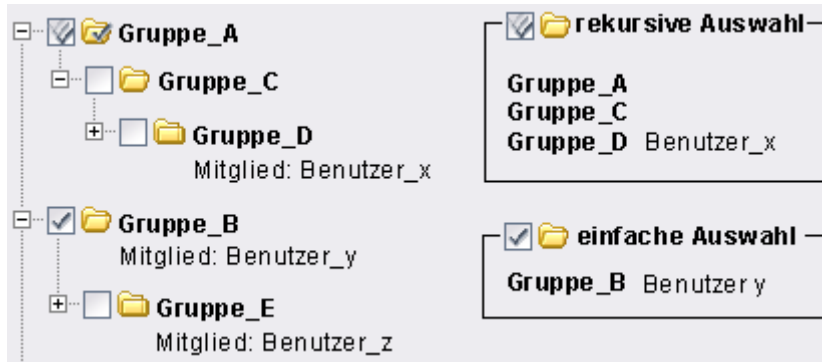 Gruppe_A
Gruppe_C
Gruppe_D
Mitglied: Benutzer_x
Gruppe_B
Mitglied: Benutzer_y
Gruppe_E
Mitglied: Benutzer_z
rekursive Auswahl
Gruppe_A
Gruppe_C
Gruppe_D Benutzer_x
einfache Auswahl
Gruppe_B Benutzer y